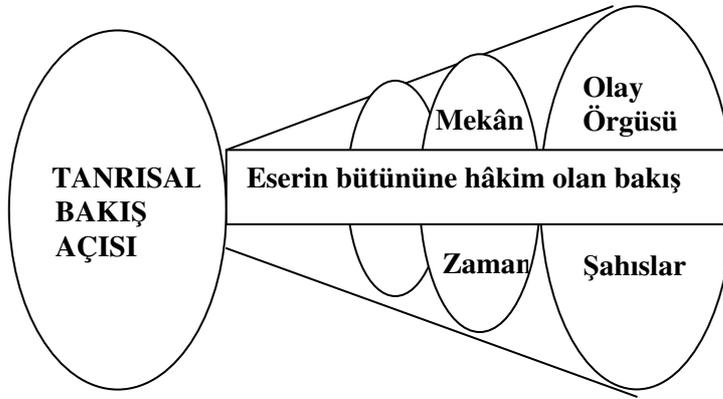 TANRISAL
BAKIŞ
AÇISI
Eserin bütününe hâkim olan bakış
Mekân
Olay
Örgüsü
Zaman
Şahıslar